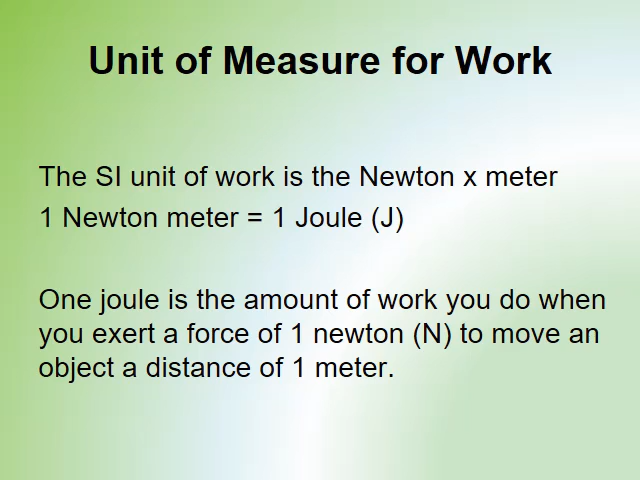 Unit of Measure for Work
The SI unit of work is the Newton x meter
1 Newton meter = 1 Joule (J)
One joule is the amount of work you do when
you exert a force of 1 newton (N) to move an
object a distance of 1 meter.